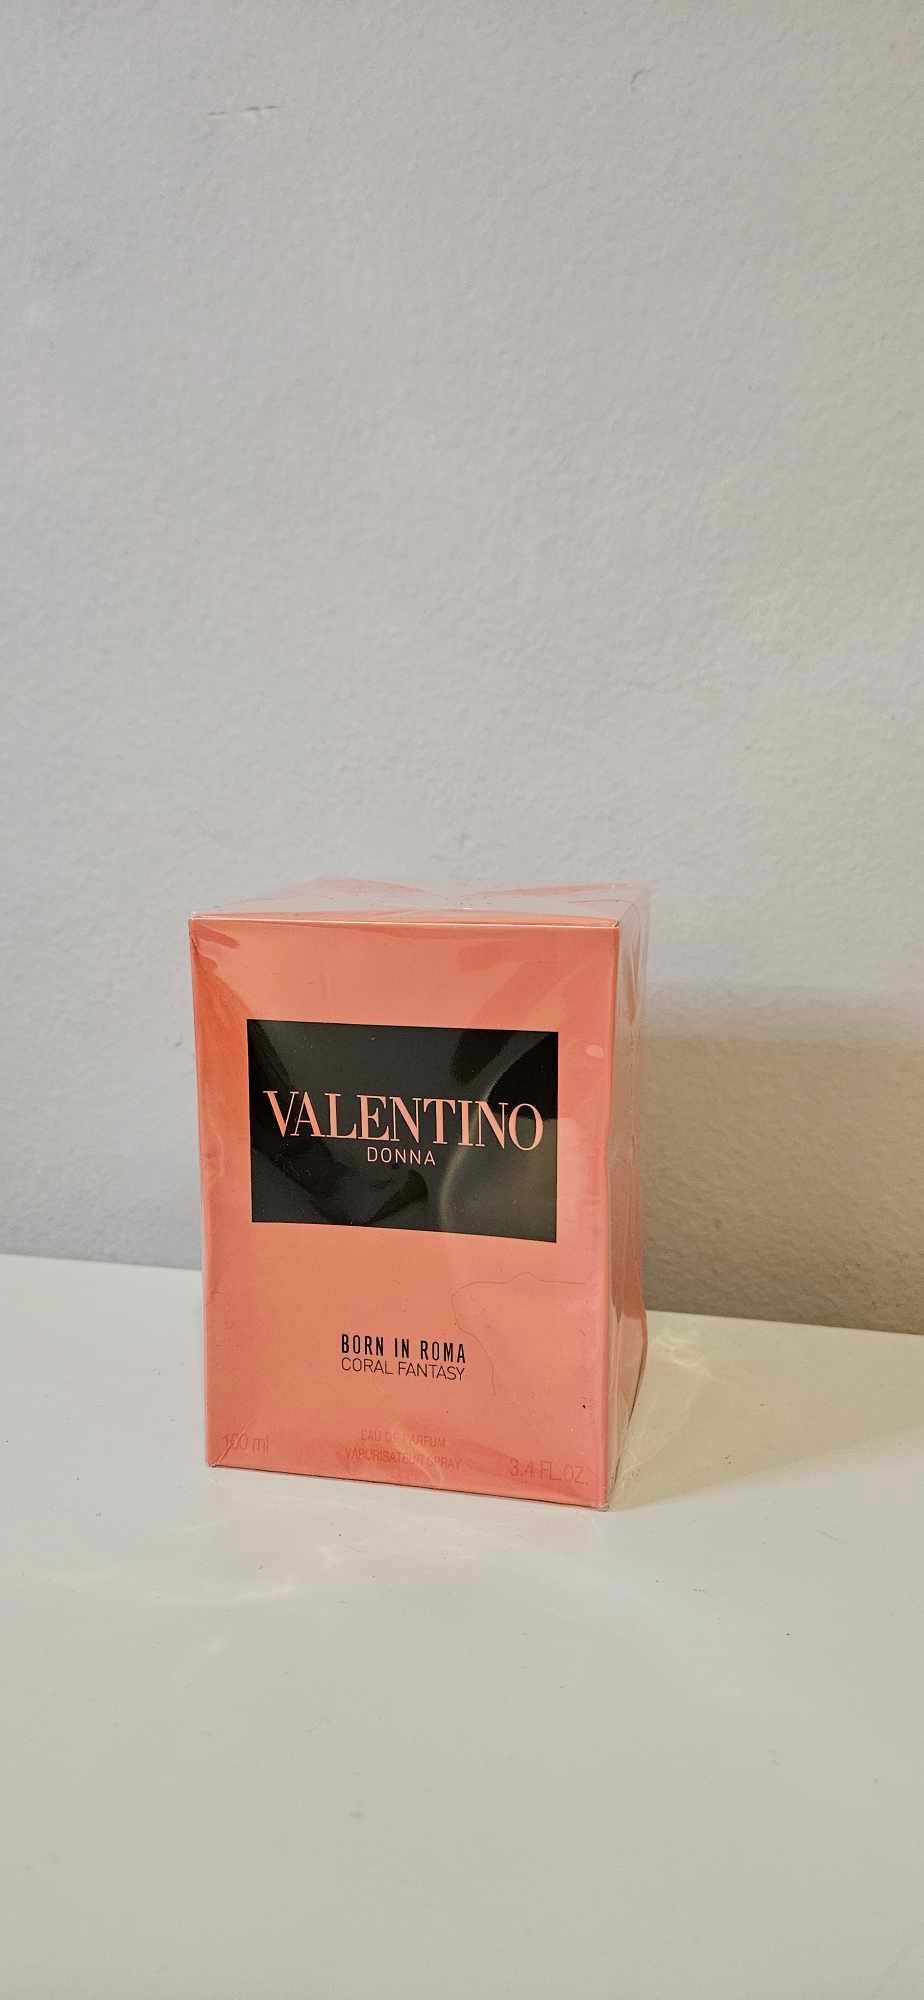 VALENTINO
DONNA
BORN IN ROMA
CORAL FANTASY
EAU DE PARFUM
VAPORISATEUR SPRAY
100 ml
3.4 FL.OZ.